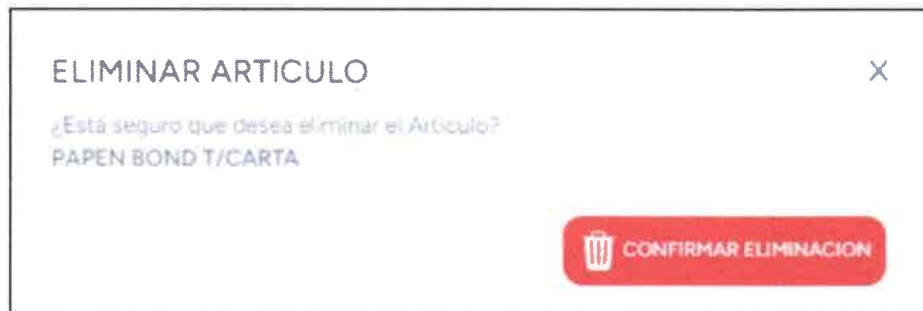 ELIMINAR ARTICULO
X
¿Está seguro que desea eliminar el Articulo?
PAPEN BOND T/CARTA
CONFIRMAR ELIMINACION